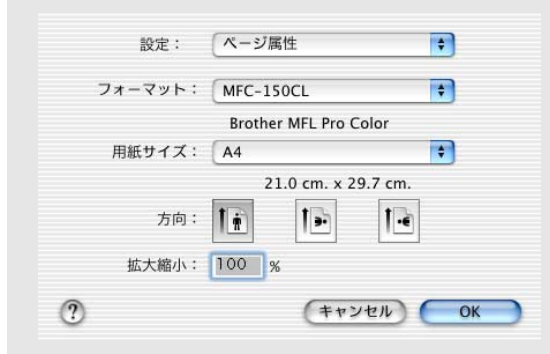 設定： ページ属性
フォーマット： MFC-150CL
Brother MFL Pro Color
用紙サイズ： A4
21.0 cm. x 29.7 cm.
方向：
拡大縮小： 100 %
? キャンセル OK